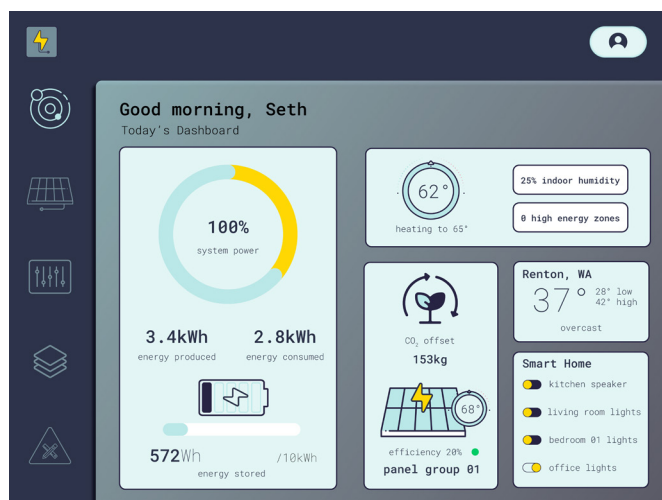 Good morning, Seth
Today's Dashboard
100%
system power
3.4kWh
energy produced
2.8kWh
energy consumed
572Wh
/10kWh
energy stored
62°
heating to 65°
25% indoor humidity
0 high energy zones
CO₂ offset
153kg
68°
efficiency 20%
panel group 01
Renton, WA
37°
28° low
42° high
overcast
Smart Home
kitchen speaker
living room lights
bedroom 01 lights
office lights